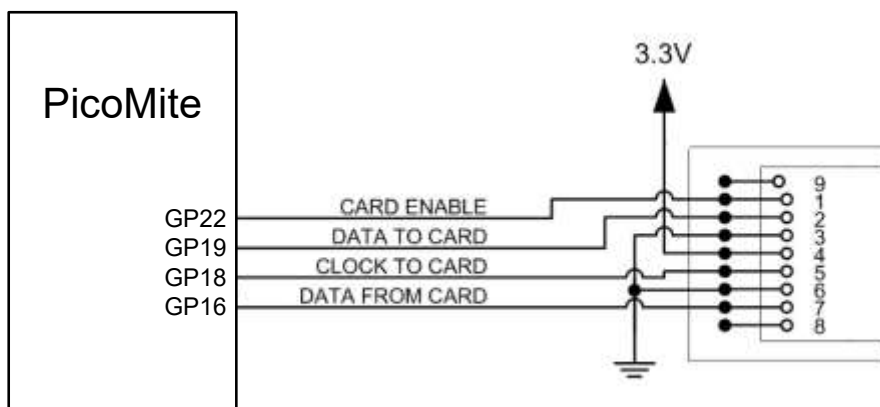 3.3V
PicoMite
9
CARD ENABLE
1
GP22
2
DATA TO CARD
3
GP19
4
CLOCK TO CARD
5
GP18
6
DATA FROM CARD
7
GP16
8